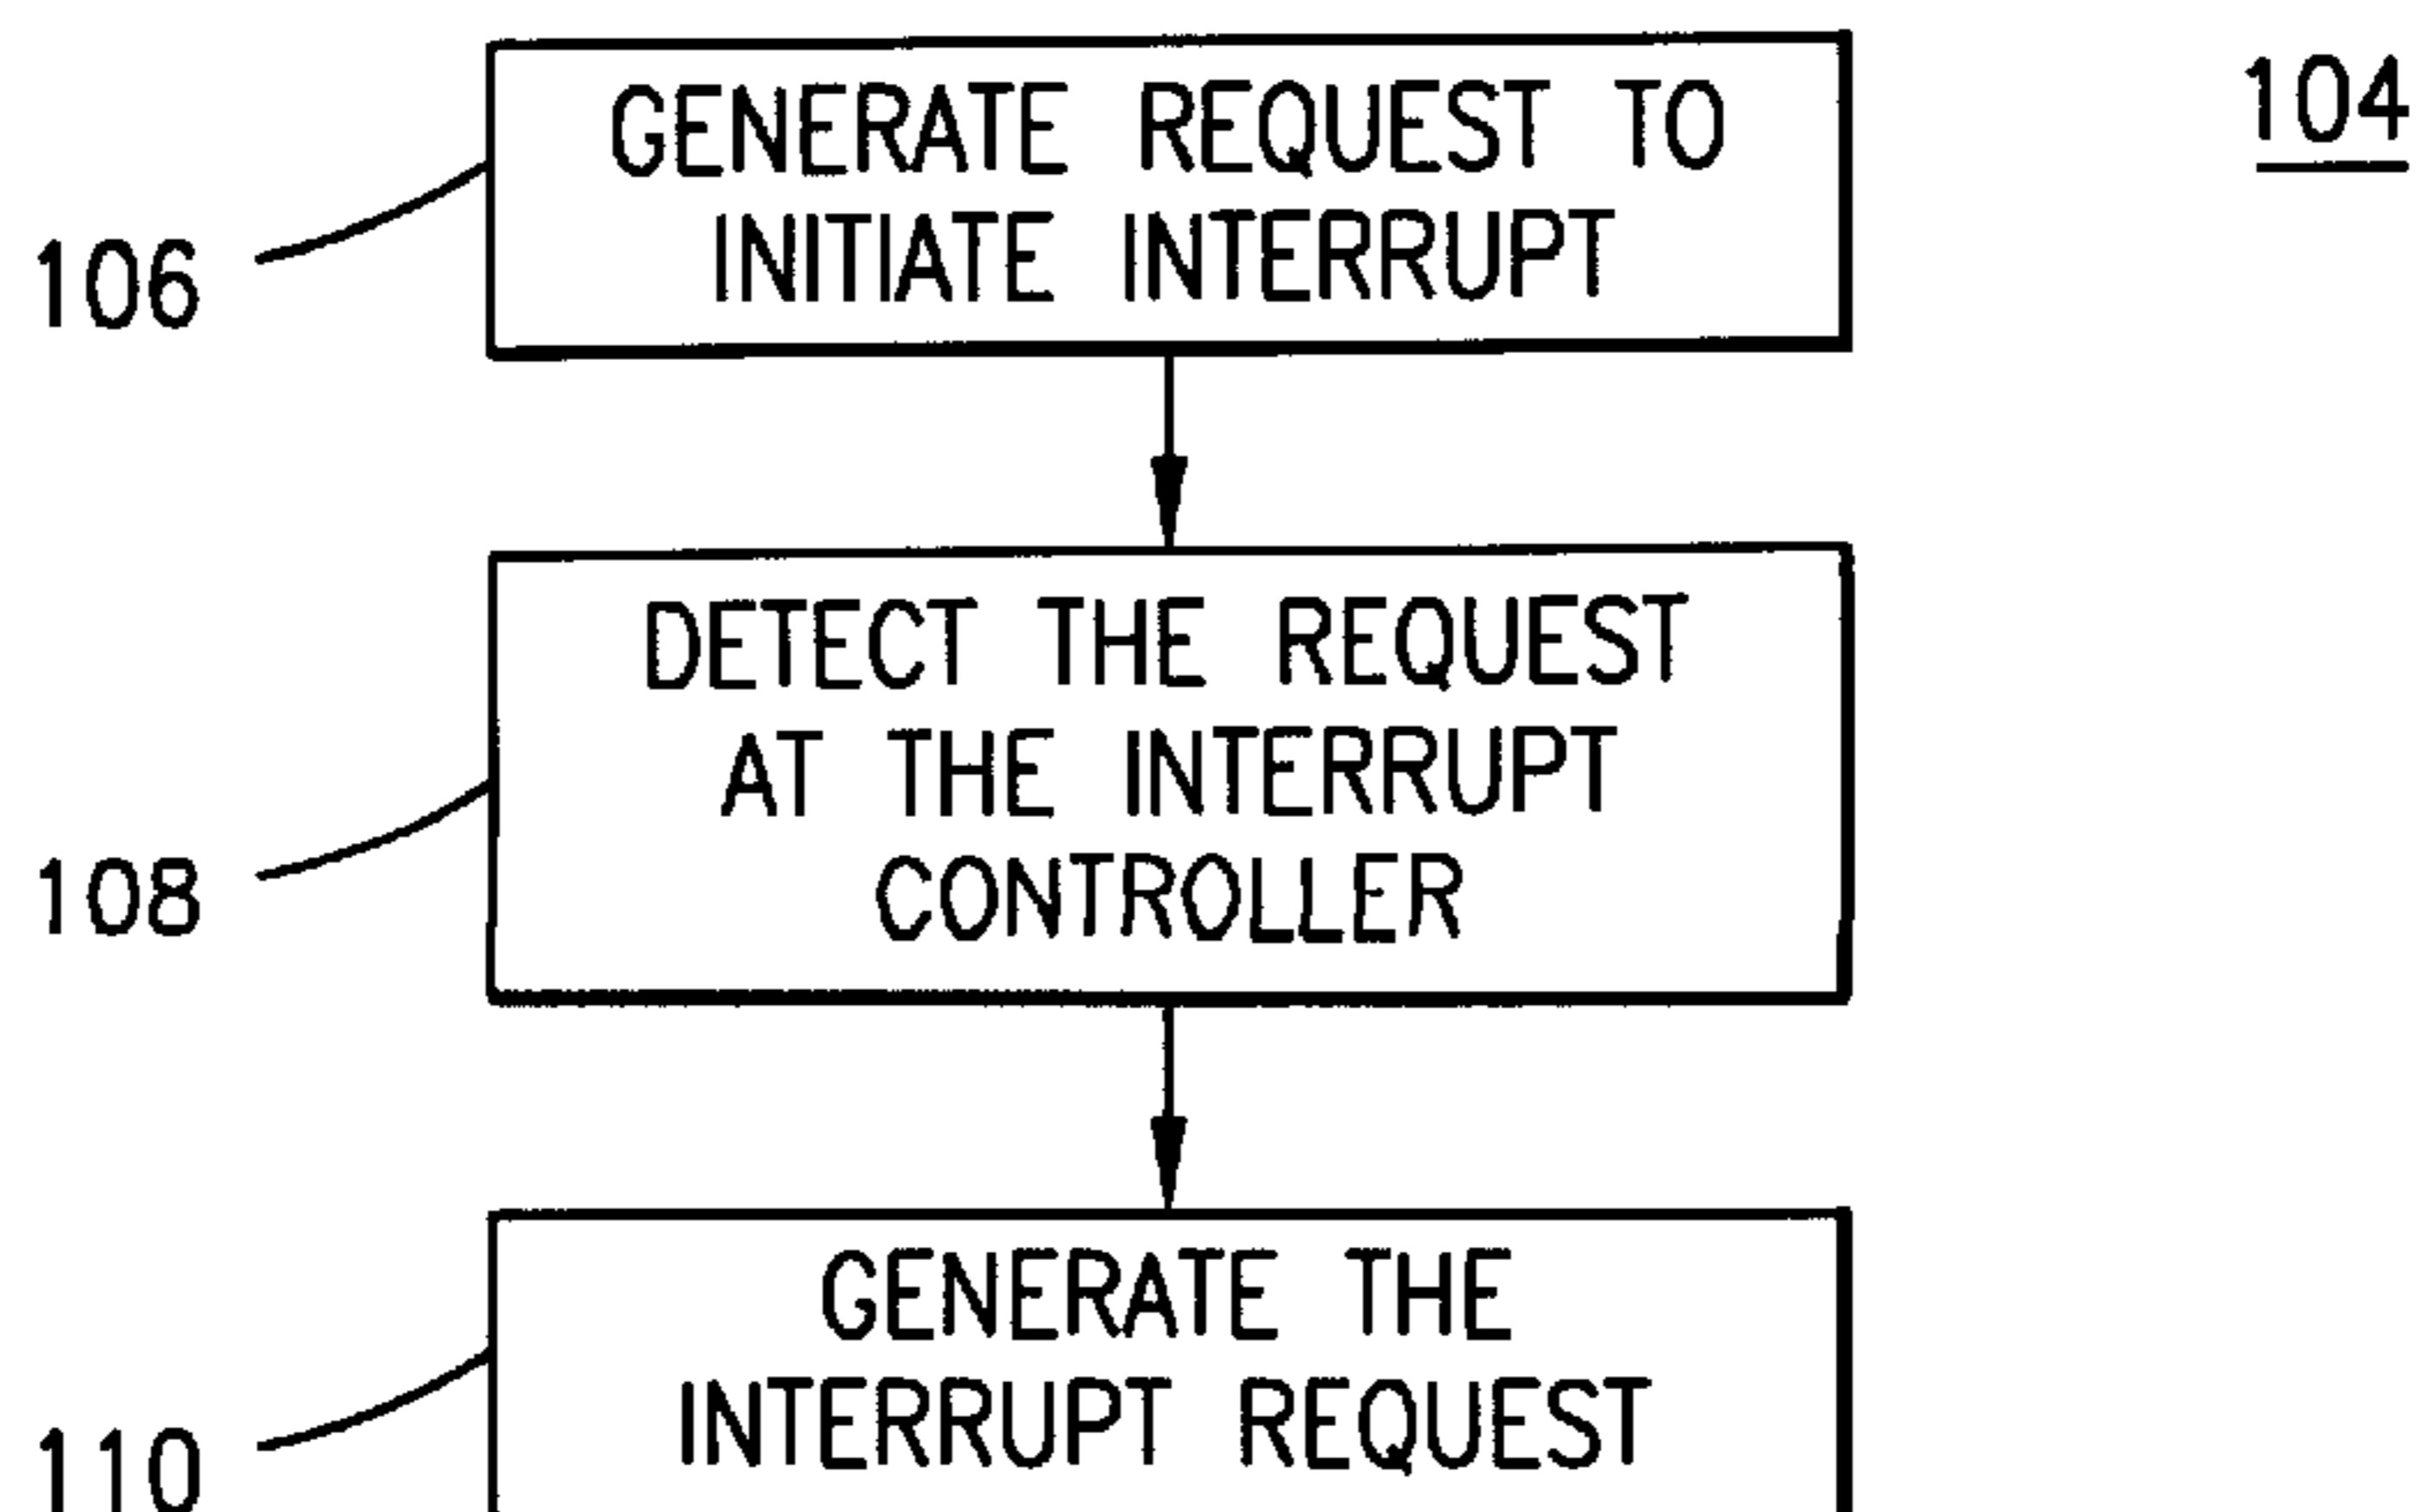 104
GENERATE REQUEST TO
INITIATE INTERRUPT
106
DETECT THE REQUEST
AT THE INTERRUPT
CONTROLLER
108
GENERATE THE
INTERRUPT REQUEST
110